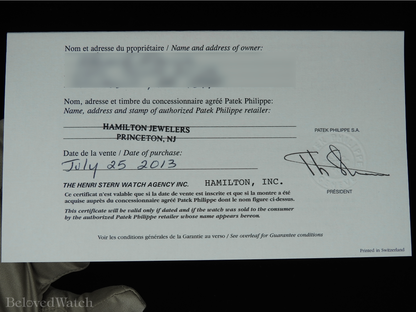 Nom et adresse du propriétaire / Name and address of owner:
Nom, adresse et timbre du concessionnaire agréé Patek Philippe:
Name, address and stamp of authorized Patek Philippe retailer:
HAMILTON JEWELERS
PRINCETON, NJ
PATEK PHILIPPE S.A.
Date de la vente / Date of purchase:
July 25 2013
THE HENRI STERN WATCH AGENCY INC. HAMILTON, INC.
PRESIDENT
Ce certificat n'est valable que si la date de vente est inscrite et que si la montre a été
acquise auprès du concessionnaire agréé Patek Philippe dont le nom figure ci-dessus.
This certificate will be valid only if dated and if the watch was sold to the consumer
by the authorized Patek Philippe retailer whose name appears hereon.
Voir les conditions générales de la Garantie au verso / See overleaf for Guarantee conditions
Printed in Switzerland
BelovedWatch